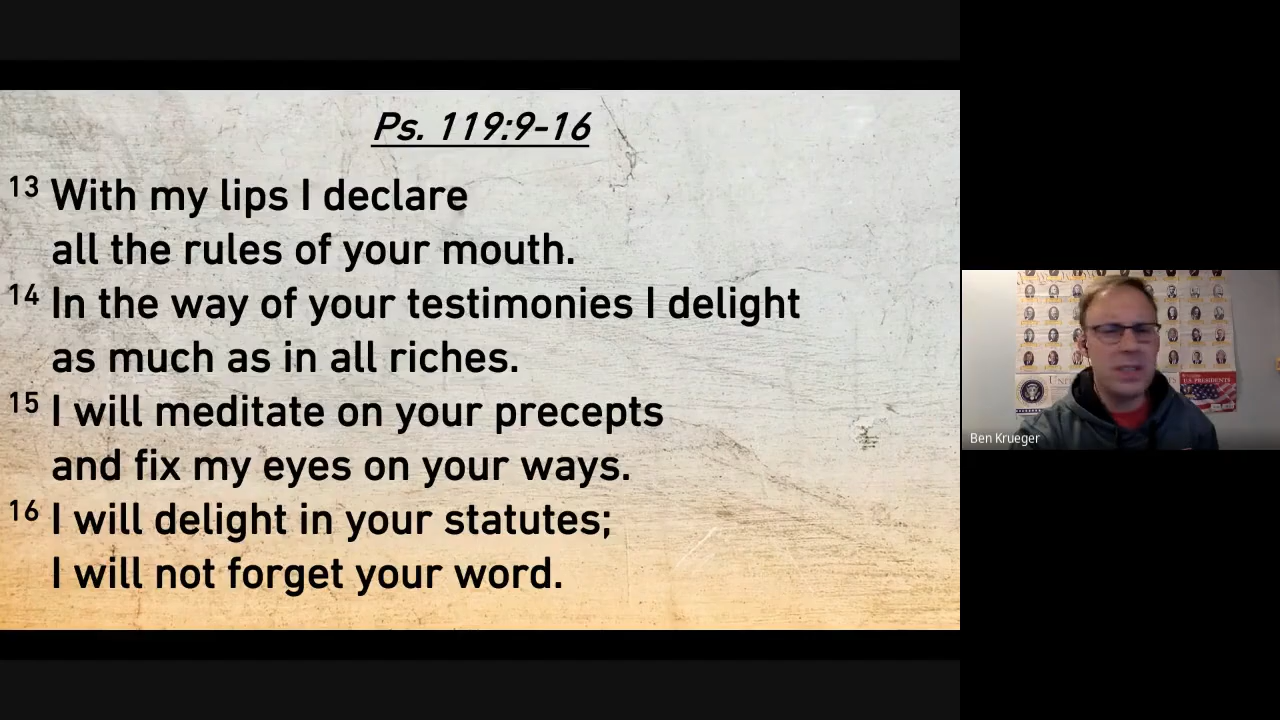 Ps. 119:9-16
13 With my lips I declare
all the rules of your mouth.
14 In the way of your testimonies I delight
as much as in all riches.
15 I will meditate on your precepts
and fix my eyes on your ways.
16 I will delight in your statutes;
I will not forget your word.
U.S. PRESIDENTS
Ben Krueger